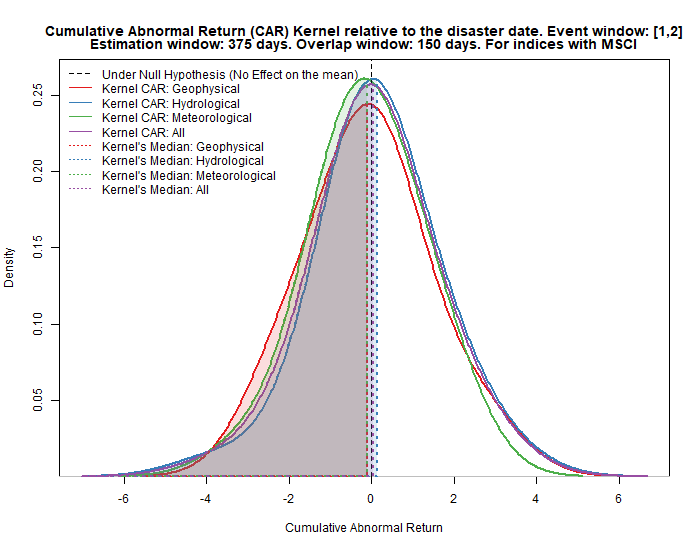 Cumulative Abnormal Return (CAR) Kernel relative to the disaster date. Event window: [1,2]
Estimation window: 375 days. Overlap window: 150 days. For indices with MSCI
Under Null Hypothesis (No Effect on the mean)
Kernel CAR: Geophysical
Kernel CAR: Hydrological
Kernel CAR: Meteorological
Kernel CAR: All
Kernel's Median: Geophysical
Kernel's Median: Hydrological
Kernel's Median: Meteorological
Kernel's Median: All
Density
0.25
0.20
0.15
0.10
0.05
-6 -4 -2 0 2 4 6
Cumulative Abnormal Return